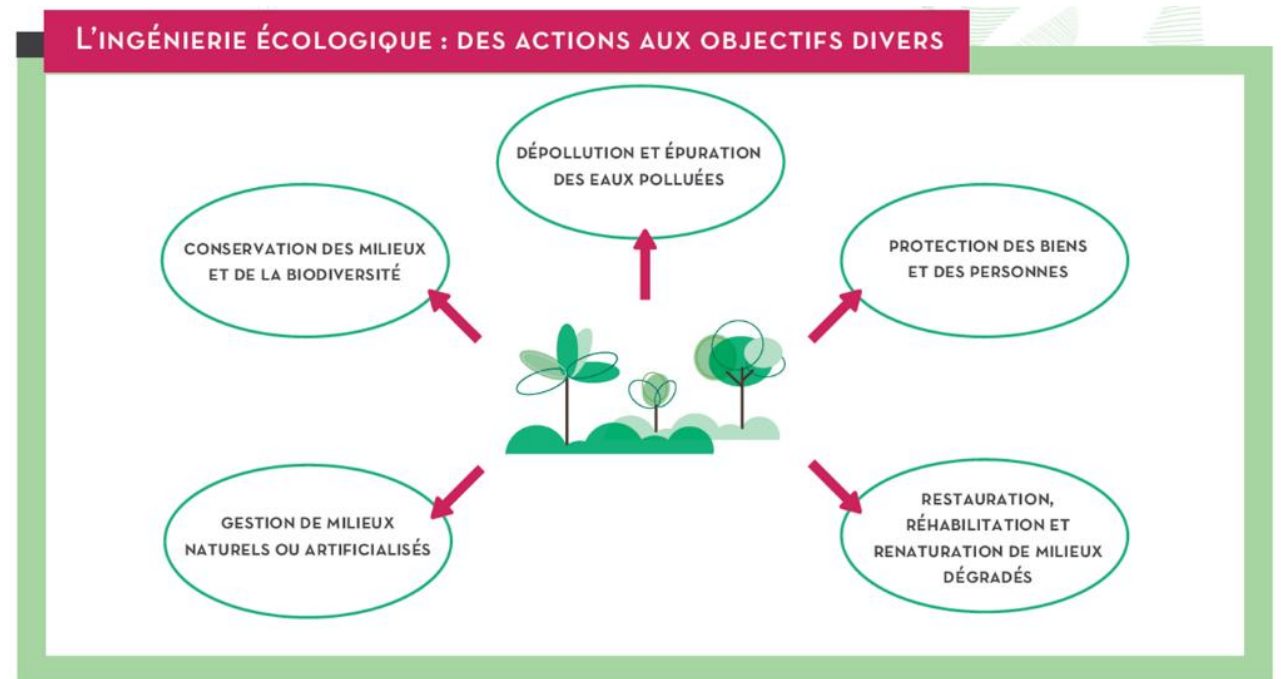 L'INGÉNIERIE ÉCOLOGIQUE : DES ACTIONS AUX OBJECTIFS DIVERS
DÉPOLLUTION ET ÉPURATION
DES EAUX POLLUÉES
CONSERVATION DES MILIEUX
ET DE LA BIODIVERSITÉ
PROTECTION DES BIENS
ET DES PERSONNES
GESTION DE MILIEUX
NATURELS OU ARTIFICIALISÉS
RESTAURATION,
RÉHABILITATION ET
RENATURATION DE MILIEUX
DÉGRADÉS